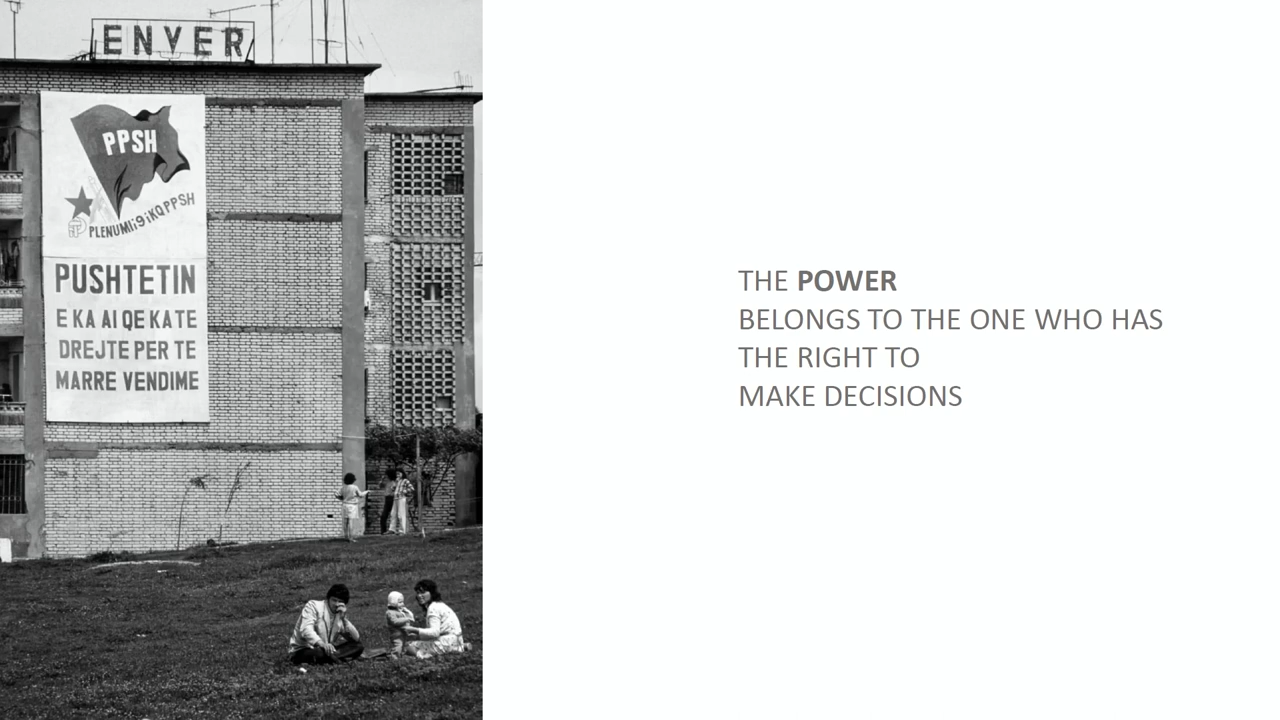 ENVER
PPSH
PLENUMI i 9 i KQ PPSH
PUSHTETIN
E KA AI QE KA TE
DREJTE PER TE
MARRE VENDIME
THE POWER
BELONGS TO THE ONE WHO HAS
THE RIGHT TO
MAKE DECISIONS